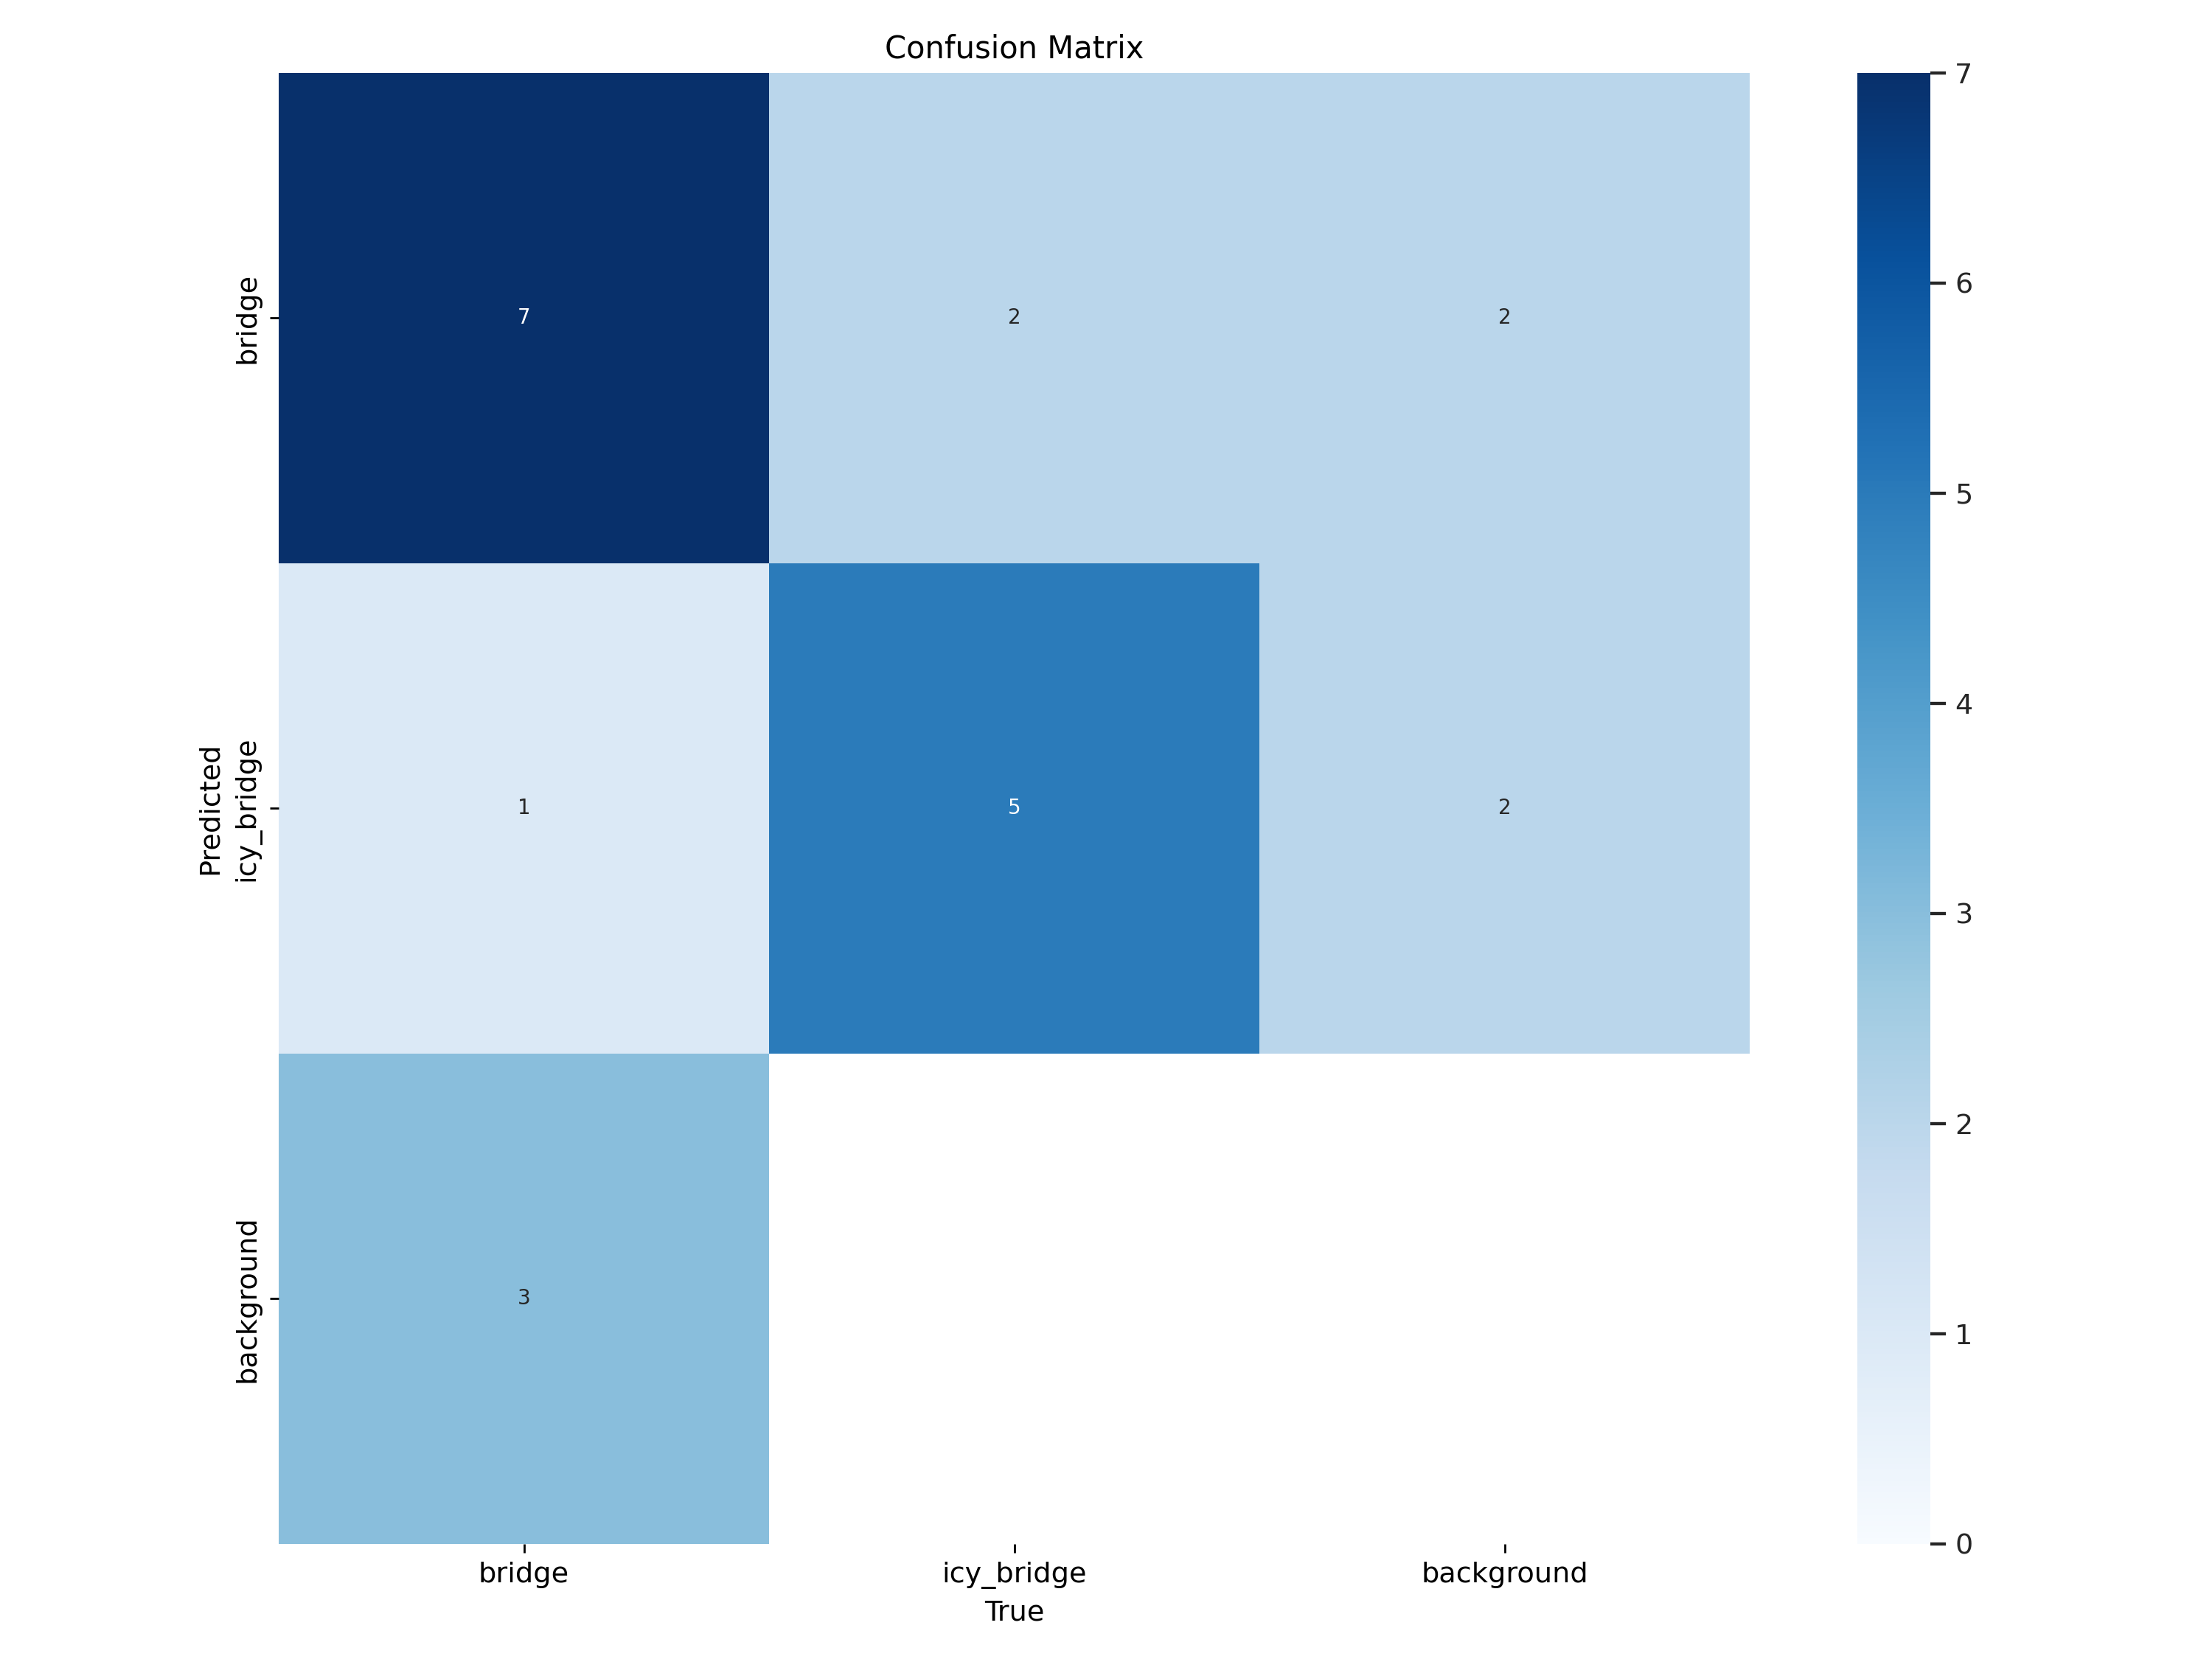 Confusion Matrix
Predicted
bridge
7 2 2
icy_bridge
1 5 2
background
3
bridge icy_bridge background
True
7
6
5
4
3
2
1
0